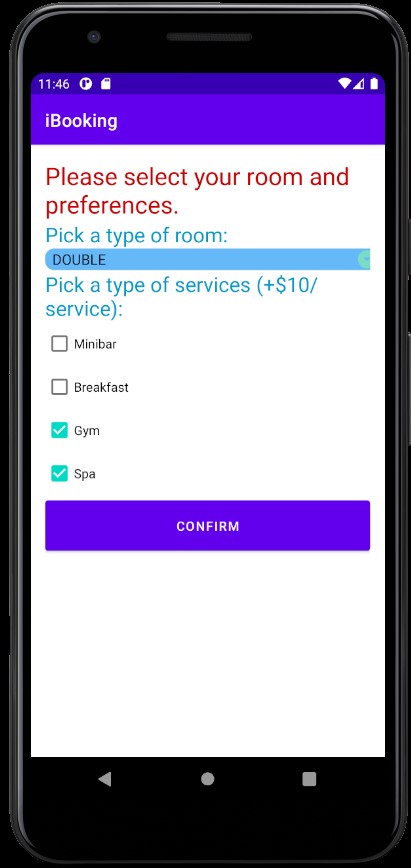 11:46
iBooking
Please select your room and
preferences.
Pick a type of room:
DOUBLE
Pick a type of services (+$10/
service):
Minibar
Breakfast
Gym
Spa
CONFIRM